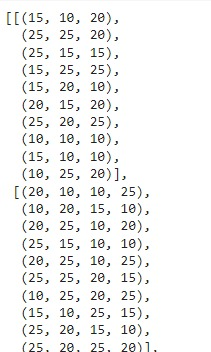 [[(15, 10, 20),
(25, 25, 20),
(25, 15, 15),
(15, 25, 25),
(15, 20, 10),
(20, 15, 20),
(25, 20, 25),
(10, 10, 10),
(15, 10, 10),
(10, 25, 20)],
[(20, 10, 10, 25),
(10, 20, 15, 10),
(20, 25, 10, 20),
(25, 15, 10, 10),
(20, 25, 10, 25),
(25, 25, 20, 15),
(10, 25, 20, 25),
(15, 10, 25, 15),
(25, 20, 15, 10),
(25, 20, 25, 20)],